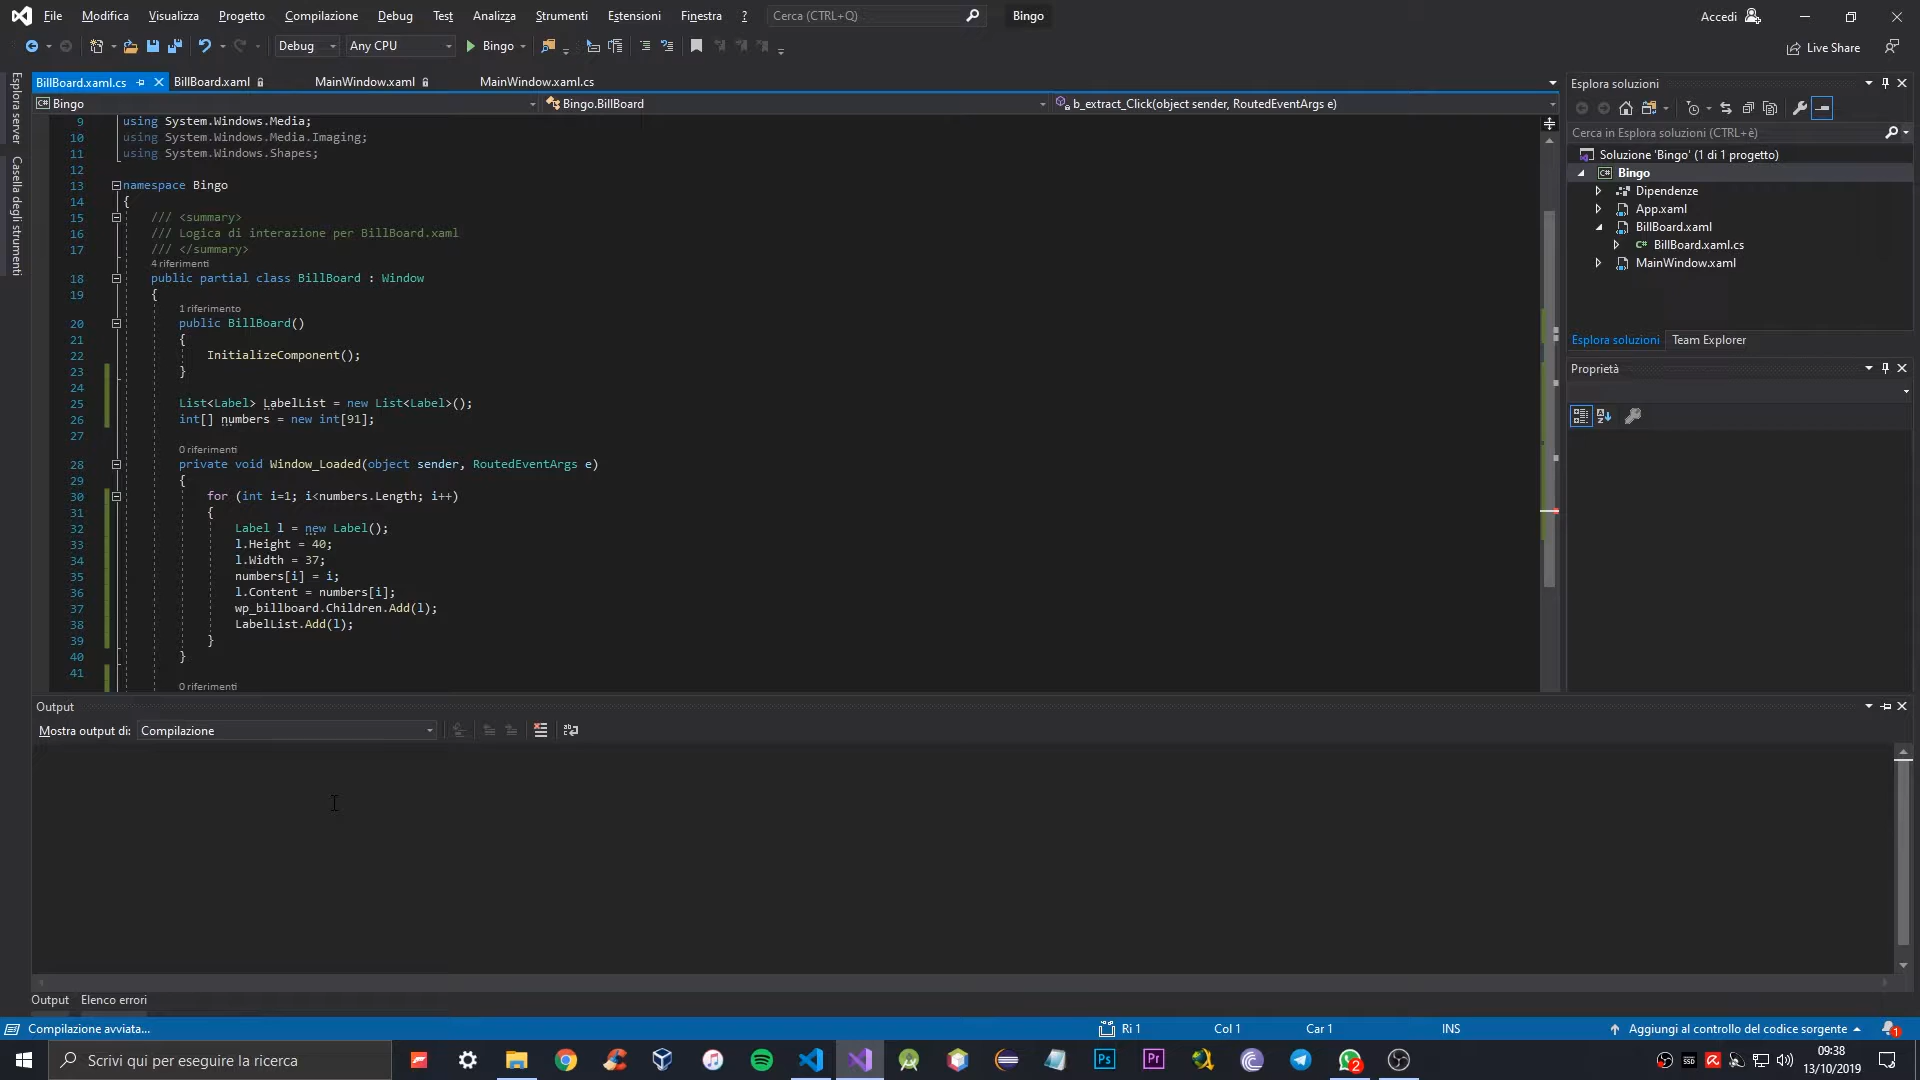 File Modifica Visualizza Progetto Compilazione Debug Test Analizza Strumenti Estensioni Finestra ? Cerca (CTRL+Q) Bingo Accedi
Debug Any CPU Bingo Live Share
BillBoard.xaml.cs BillBoard.xaml MainWindow.xaml MainWindow.xaml.cs
Bingo Bingo.BillBoard b_extract_Click(object sender, RoutedEventArgs e)
Esplora server
Casella degli strumenti
9 using System.Windows.Media;
10 using System.Windows.Media.Imaging;
11 using System.Windows.Shapes;
12
13 namespace Bingo
14 {
15 /// <summary>
16 /// Logica di interazione per BillBoard.xaml
17 /// </summary>
4 riferimenti
18 public partial class BillBoard : Window
19 {
1 riferimento
20 public BillBoard()
21 {
22 InitializeComponent();
23 }
24
25 List<Label> LabelList = new List<Label>();
26 int[] numbers = new int[91];
27
0 riferimenti
28 private void Window_Loaded(object sender, RoutedEventArgs e)
29 {
30 for (int i=1; i<numbers.Length; i++)
31 {
32 Label l = new Label();
33 l.Height = 40;
34 l.Width = 37;
35 numbers[i] = i;
36 l.Content = numbers[i];
37 wp_billboard.Children.Add(l);
38 LabelList.Add(l);
39 }
40 }
41
0 riferimenti
Esplora soluzioni
Cerca in Esplora soluzioni (CTRL+è)
Soluzione 'Bingo' (1 di 1 progetto)
C# Bingo
Dipendenze
App.xaml
BillBoard.xaml
C# BillBoard.xaml.cs
MainWindow.xaml
Esplora soluzioni Team Explorer
Proprietà
Output
Mostra output di: Compilazione
Output Elenco errori
Compilazione avviata... Ri 1 Col 1 Car 1 INS Aggiungi al controllo del codice sorgente 1
Scrivi qui per eseguire la ricerca Ps Pr 2 SSD 09:38
13/10/2019